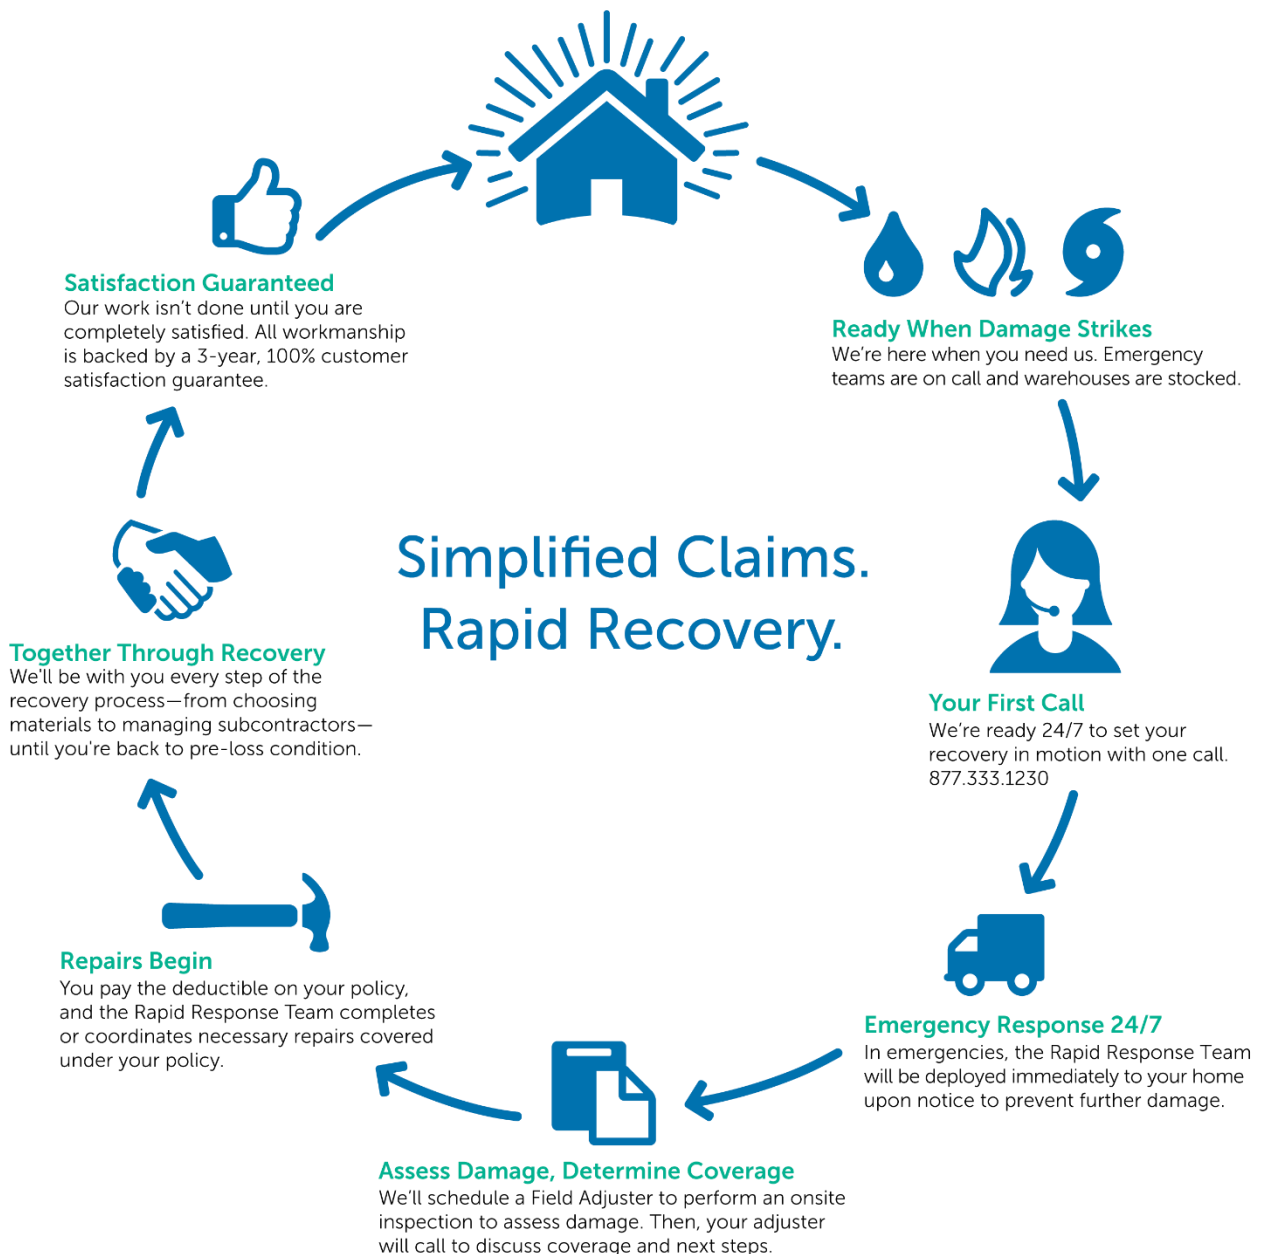 Satisfaction Guaranteed
Our work isn't done until you are
completely satisfied. All workmanship
is backed by a 3-year, 100% customer
satisfaction guarantee.
Ready When Damage Strikes
We're here when you need us. Emergency
teams are on call and warehouses are stocked.
Simplified Claims.
Rapid Recovery.
Together Through Recovery
We'll be with you every step of the
recovery process—from choosing
materials to managing subcontractors—
until you're back to pre-loss condition.
Your First Call
We're ready 24/7 to set your
recovery in motion with one call.
877.333.1230
Repairs Begin
You pay the deductible on your policy,
and the Rapid Response Team completes
or coordinates necessary repairs covered
under your policy.
Emergency Response 24/7
In emergencies, the Rapid Response Team
will be deployed immediately to your home
upon notice to prevent further damage.
Assess Damage, Determine Coverage
We'll schedule a Field Adjuster to perform an onsite
inspection to assess damage. Then, your adjuster
will call to discuss coverage and next steps.